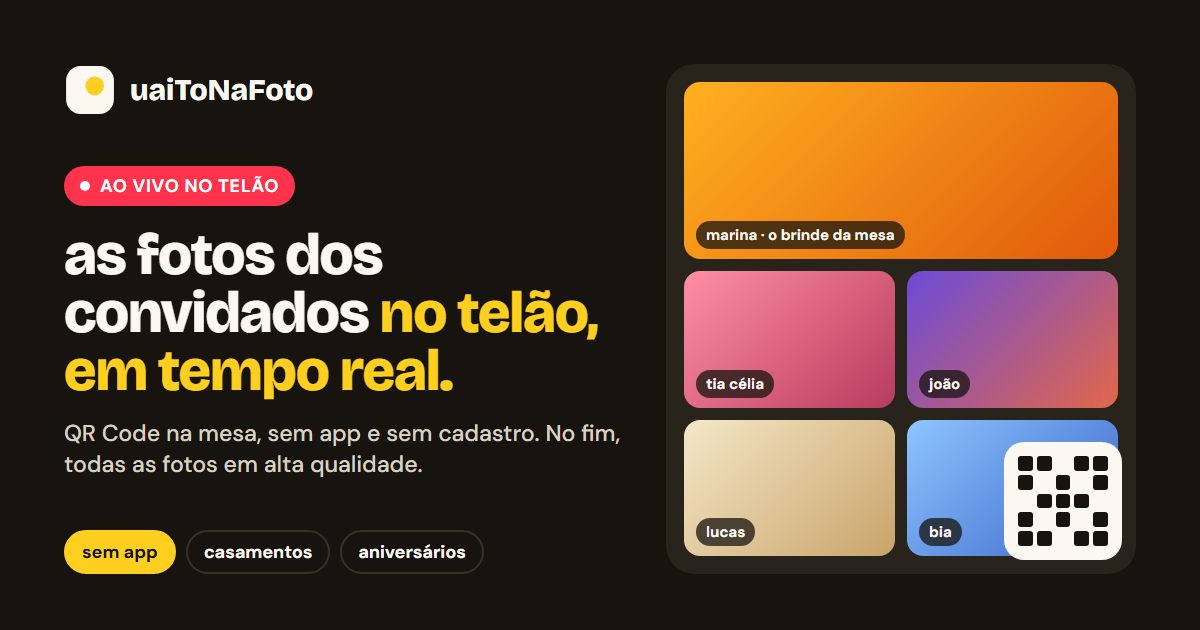 uaiToNaFoto
AO VIVO NO TELÃO
as fotos dos
convidados no telão,
em tempo real.
QR Code na mesa, sem app e sem cadastro. No fim,
todas as fotos em alta qualidade.
sem app
casamentos
aniversários
marina · o brinde da mesa
tia célia
joão
lucas
bia